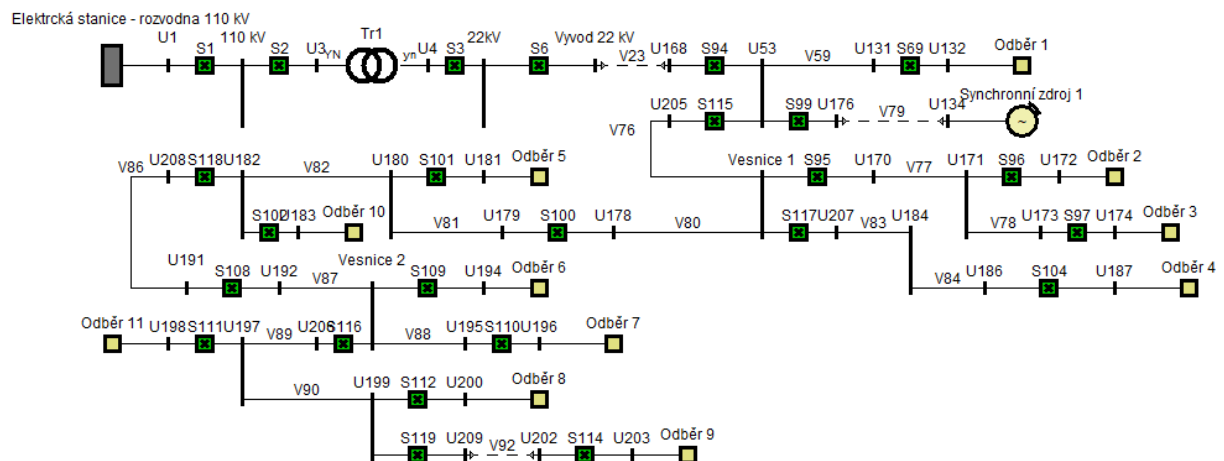 Elektrcká stanice - rozvodna 110 kV
U1 S1 110 kV S2 U3 YN Tr1 yn U4 S3 22kV S6 Vyvod 22 kV V23 U168 S94 U53 V59 U131 S69 U132 Odběr 1
V76 U205 S115 S99 U176 V79 U134 Synchronní zdroj 1
~
V86 U208 S118 U182 V82 U180 S101 U181 Odběr 5 Vesnice 1 S95 U170 V77 U171 S96 U172 Odběr 2
S102 U183 Odběr 10 V81 U179 S100 U178 V80 S117 U207 V83 U184 V78 U173 S97 U174 Odběr 3
U191 S108 U192 V87 Vesnice 2 S109 U194 Odběr 6 V84 U186 S104 U187 Odběr 4
Odběr 11 U198 S111 U197 V89 U206 S116 V88 U195 S110 U196 Odběr 7
V90 U199 S112 U200 Odběr 8
S119 U209 V92 U202 S114 U203 Odběr 9